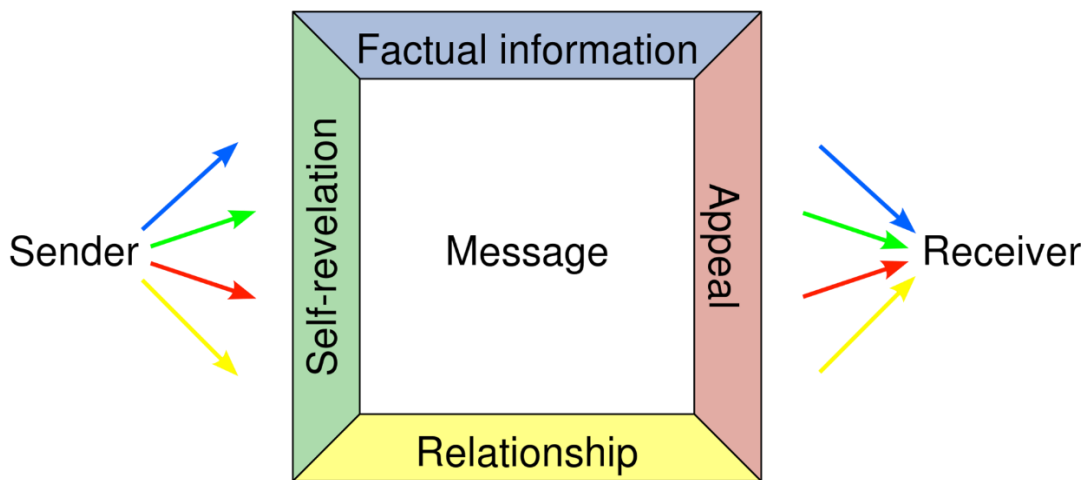 Factual information
Self-revelation
Sender
Message
Appeal
Receiver
Relationship